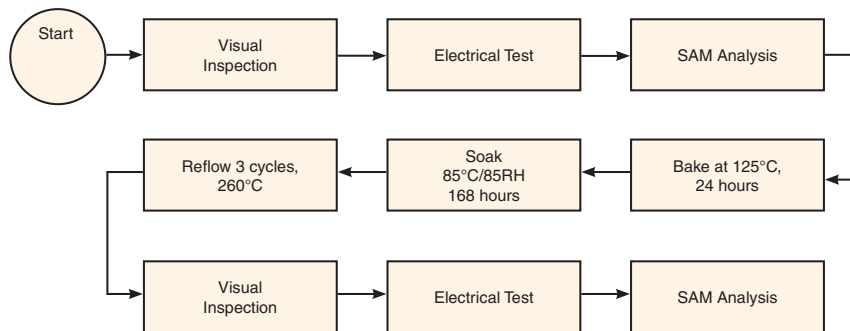 Start
Visual
Inspection
Electrical Test
SAM Analysis
Bake at 125°C,
24 hours
Soak
85°C/85RH
168 hours
Reflow 3 cycles,
260°C
Visual
Inspection
Electrical Test
SAM Analysis